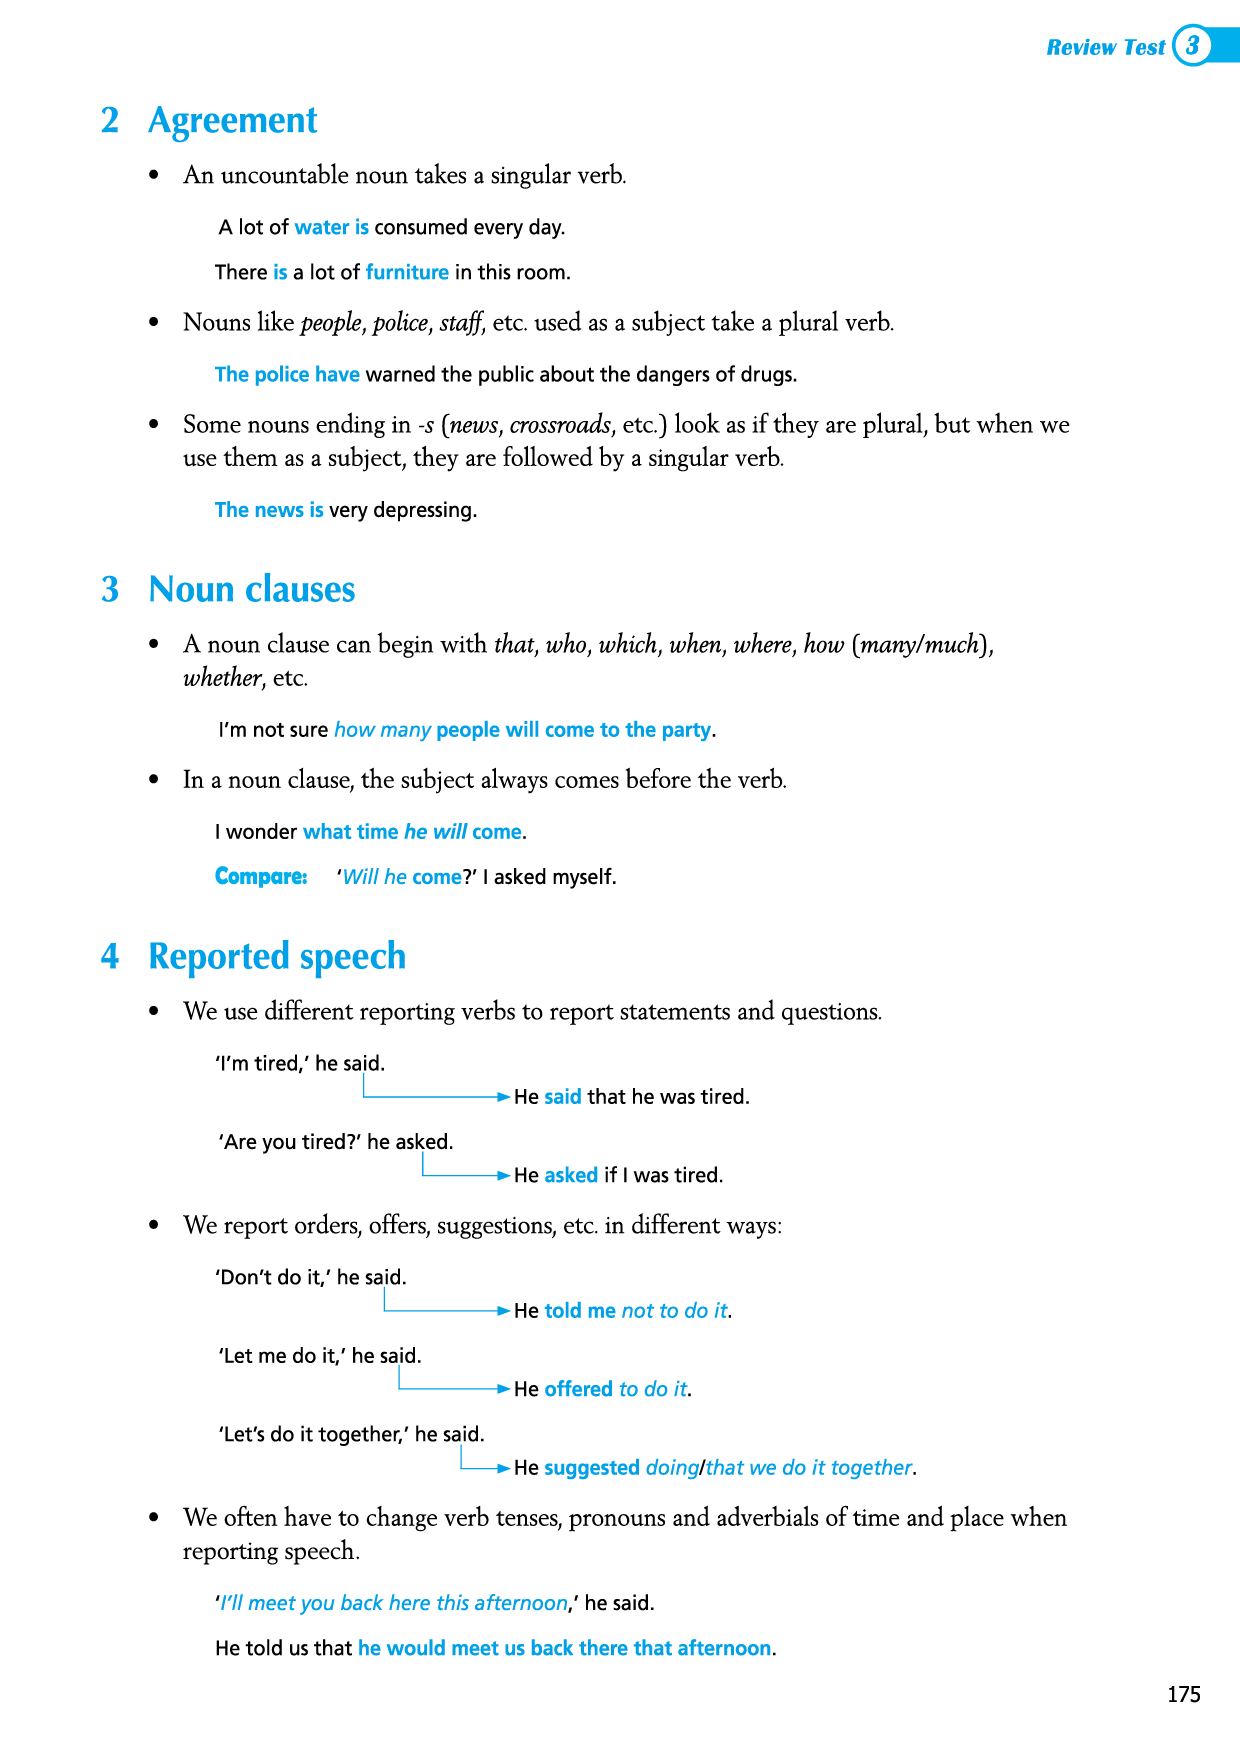 Review Test 3
2 Agreement
• An uncountable noun takes a singular verb.
A lot of water is consumed every day.
There is a lot of furniture in this room.
• Nouns like people, police, staff, etc. used as a subject take a plural verb.
The police have warned the public about the dangers of drugs.
• Some nouns ending in -s (news, crossroads, etc.) look as if they are plural, but when we
use them as a subject, they are followed by a singular verb.
The news is very depressing.
3 Noun clauses
• A noun clause can begin with that, who, which, when, where, how (many/much),
whether, etc.
I’m not sure how many people will come to the party.
• In a noun clause, the subject always comes before the verb.
I wonder what time he will come.
Compare: ‘Will he come?’ I asked myself.
4 Reported speech
• We use different reporting verbs to report statements and questions.
‘I’m tired,’ he said.
He said that he was tired.
‘Are you tired?’ he asked.
He asked if I was tired.
• We report orders, offers, suggestions, etc. in different ways:
‘Don’t do it,’ he said.
He told me not to do it.
‘Let me do it,’ he said.
He offered to do it.
‘Let’s do it together,’ he said.
He suggested doing/that we do it together.
• We often have to change verb tenses, pronouns and adverbials of time and place when
reporting speech.
‘I’ll meet you back here this afternoon,’ he said.
He told us that he would meet us back there that afternoon.
175